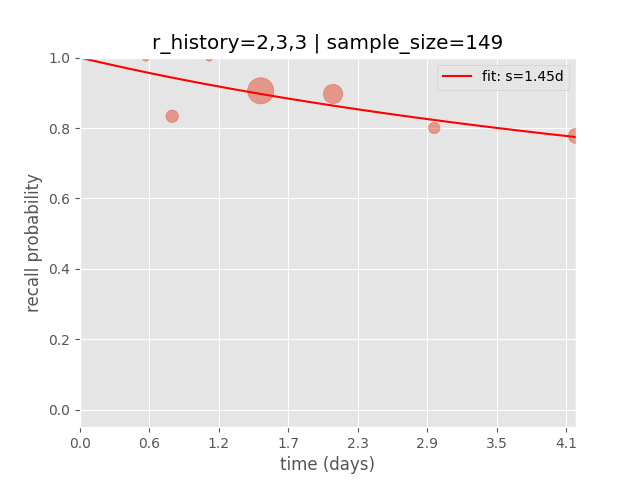 r_history=2,3,3 | sample_size=149
fit: s=1.45d
recall probability
1.0
0.8
0.6
0.4
0.2
0.0
0.0 0.6 1.2 1.7 2.3 2.9 3.5 4.1
time (days)